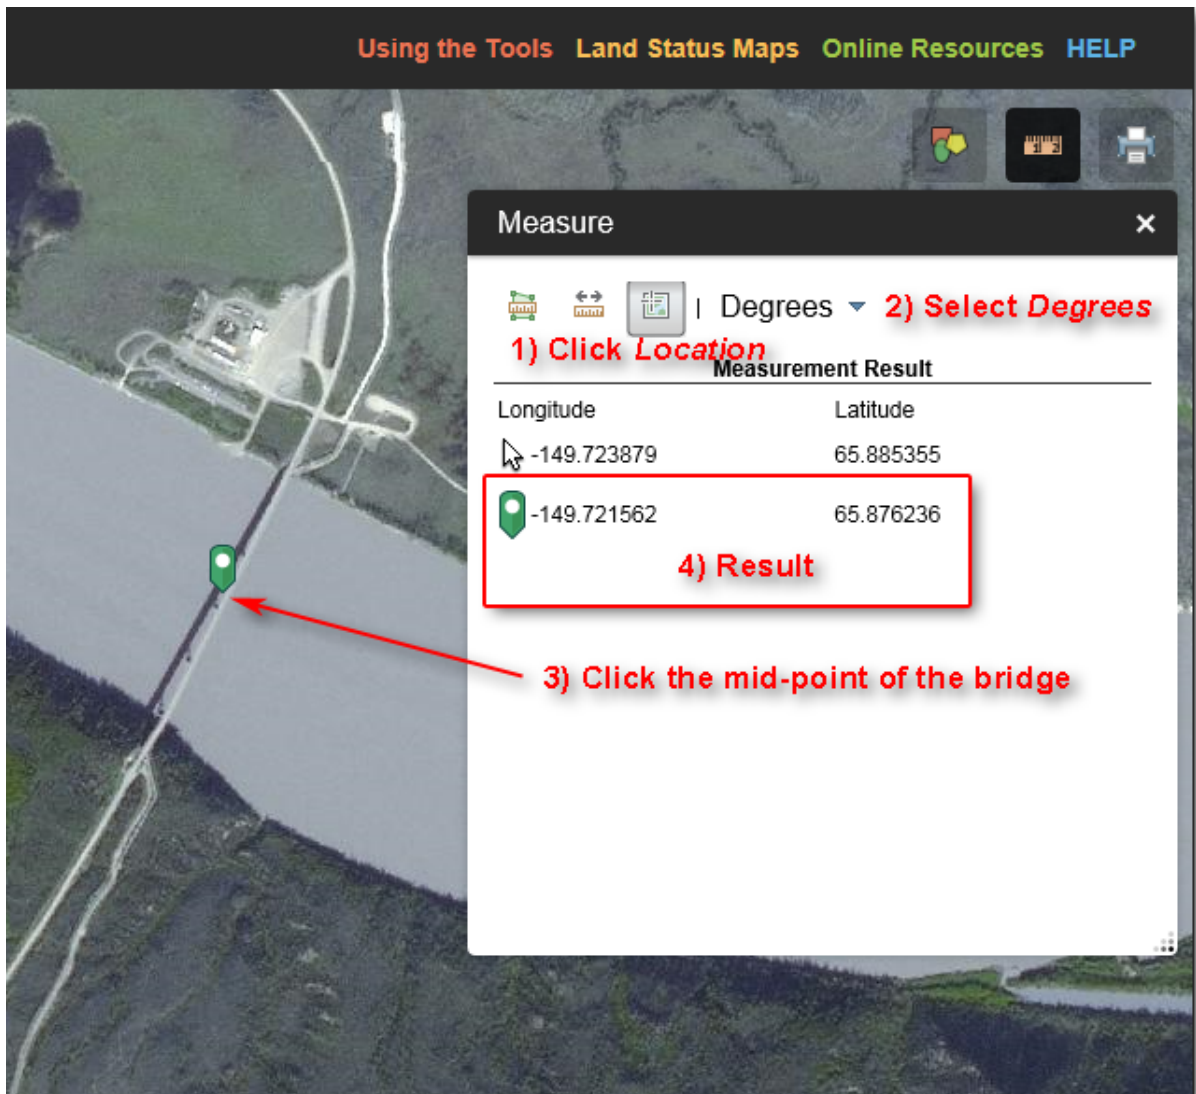 Using the Tools Land Status Maps Online Resources HELP
Measure
Degrees 2) Select Degrees
1) Click Location
Measurement Result
Longitude Latitude
-149.723879 65.885355
-149.721562 65.876236
4) Result
3) Click the mid-point of the bridge